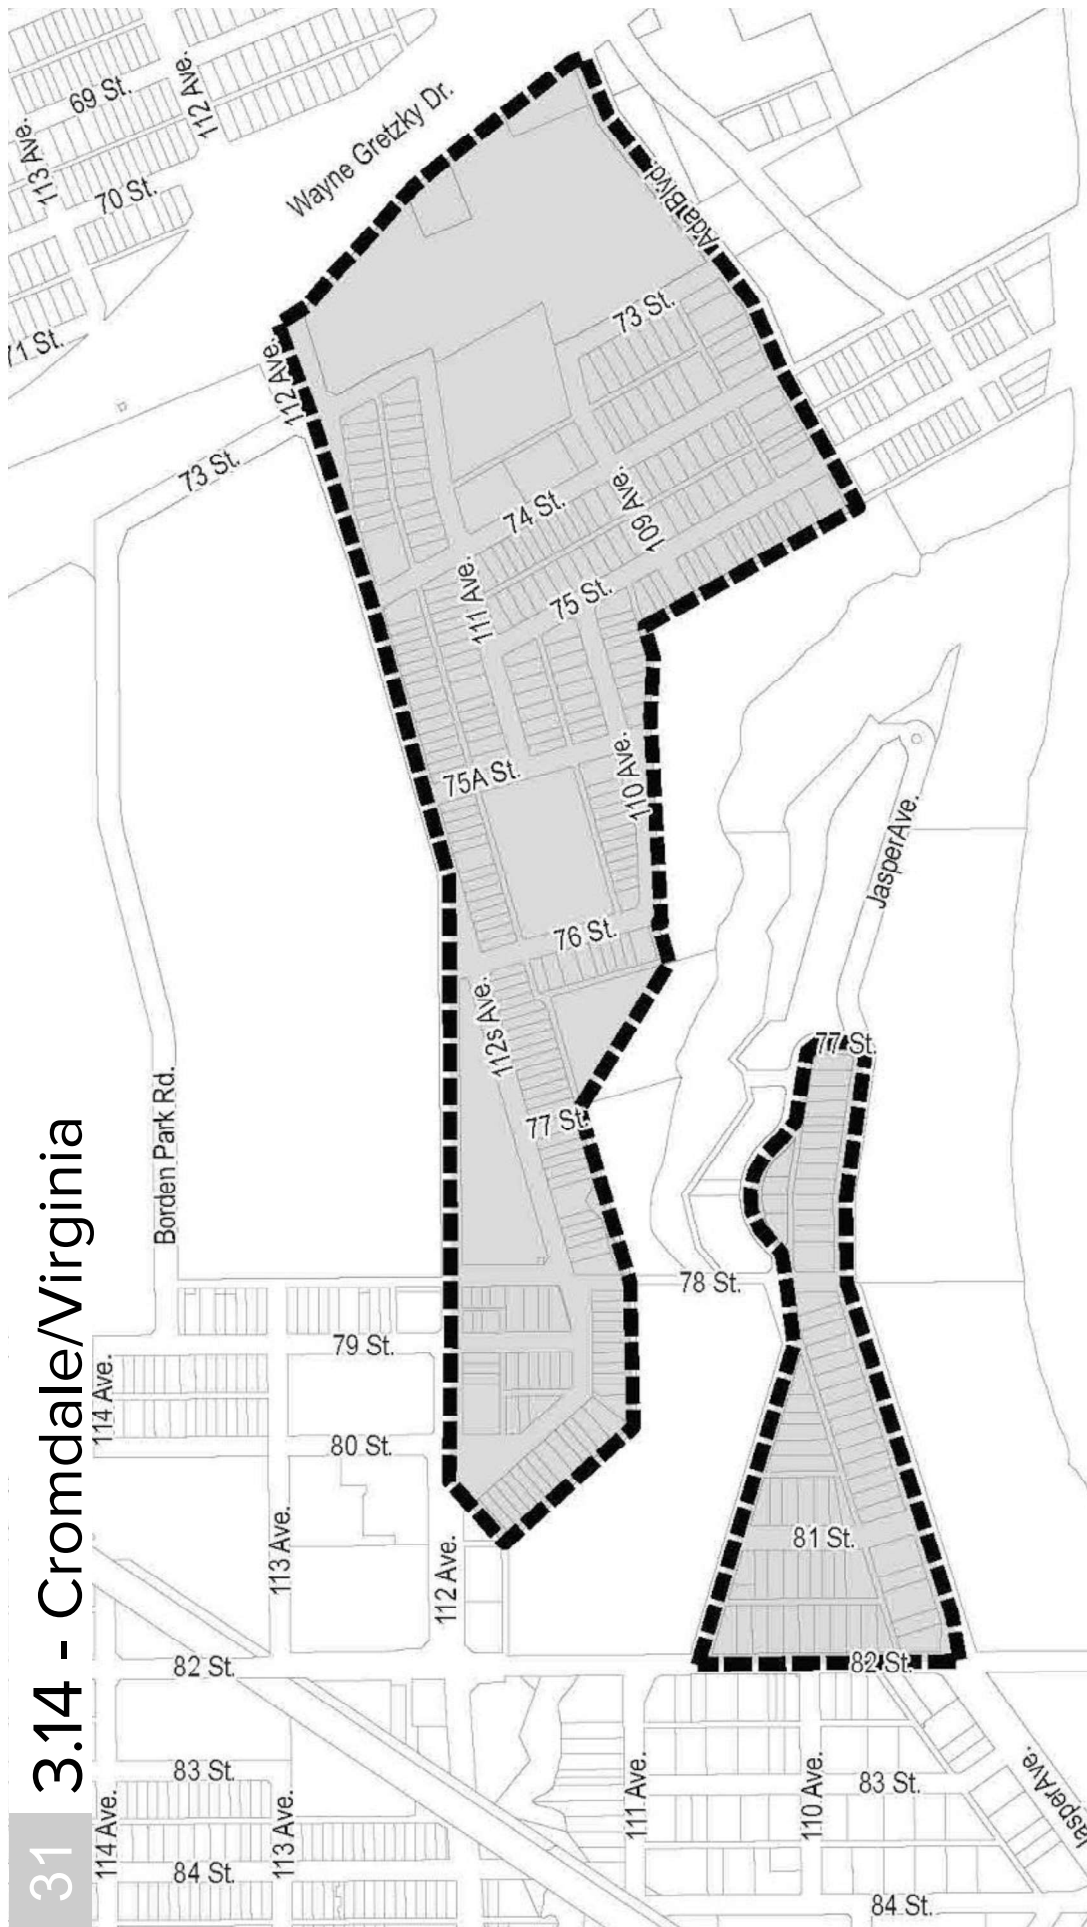 69 St.
112 Ave.
113 Ave.
70 St.
71 St.
Wayne Gretzky Dr.
Ada Blvd.
73 St.
112 Ave.
73 St.
74 St.
109 Ave.
111 Ave.
75 St.
75A St.
110 Ave.
Jasper Ave.
76 St.
112s Ave.
77 St.
77 St.
Borden Park Rd.
78 St.
79 St.
114 Ave.
80 St.
81 St.
113 Ave.
112 Ave.
82 St.
82 St.
83 St.
83 St.
111 Ave.
110 Ave.
Jasper Ave.
114 Ave.
113 Ave.
84 St.
84 St.
3.14 - Cromdale/Virginia
31